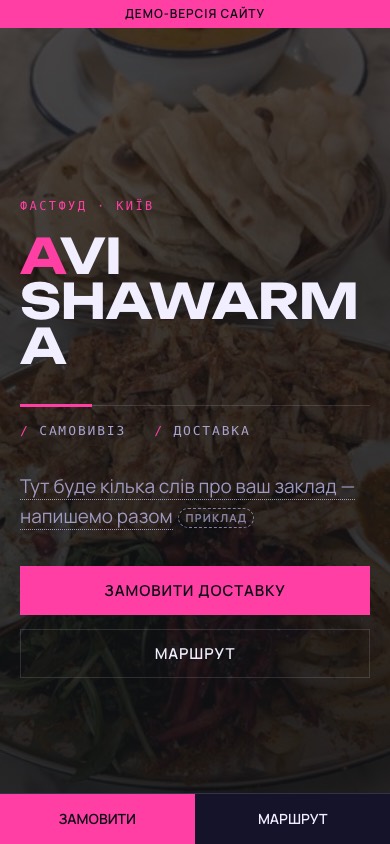 ДЕМО-ВЕРСІЯ САЙТУ
ФАСТФУД · КИЇВ
AVI
SHAWARM
A
/ САМОВИВІЗ / ДОСТАВКА
Тут буде кілька слів про ваш заклад —
напишемо разом ПРИКЛАД
ЗАМОВИТИ ДОСТАВКУ
МАРШРУТ
ЗАМОВИТИ МАРШРУТ